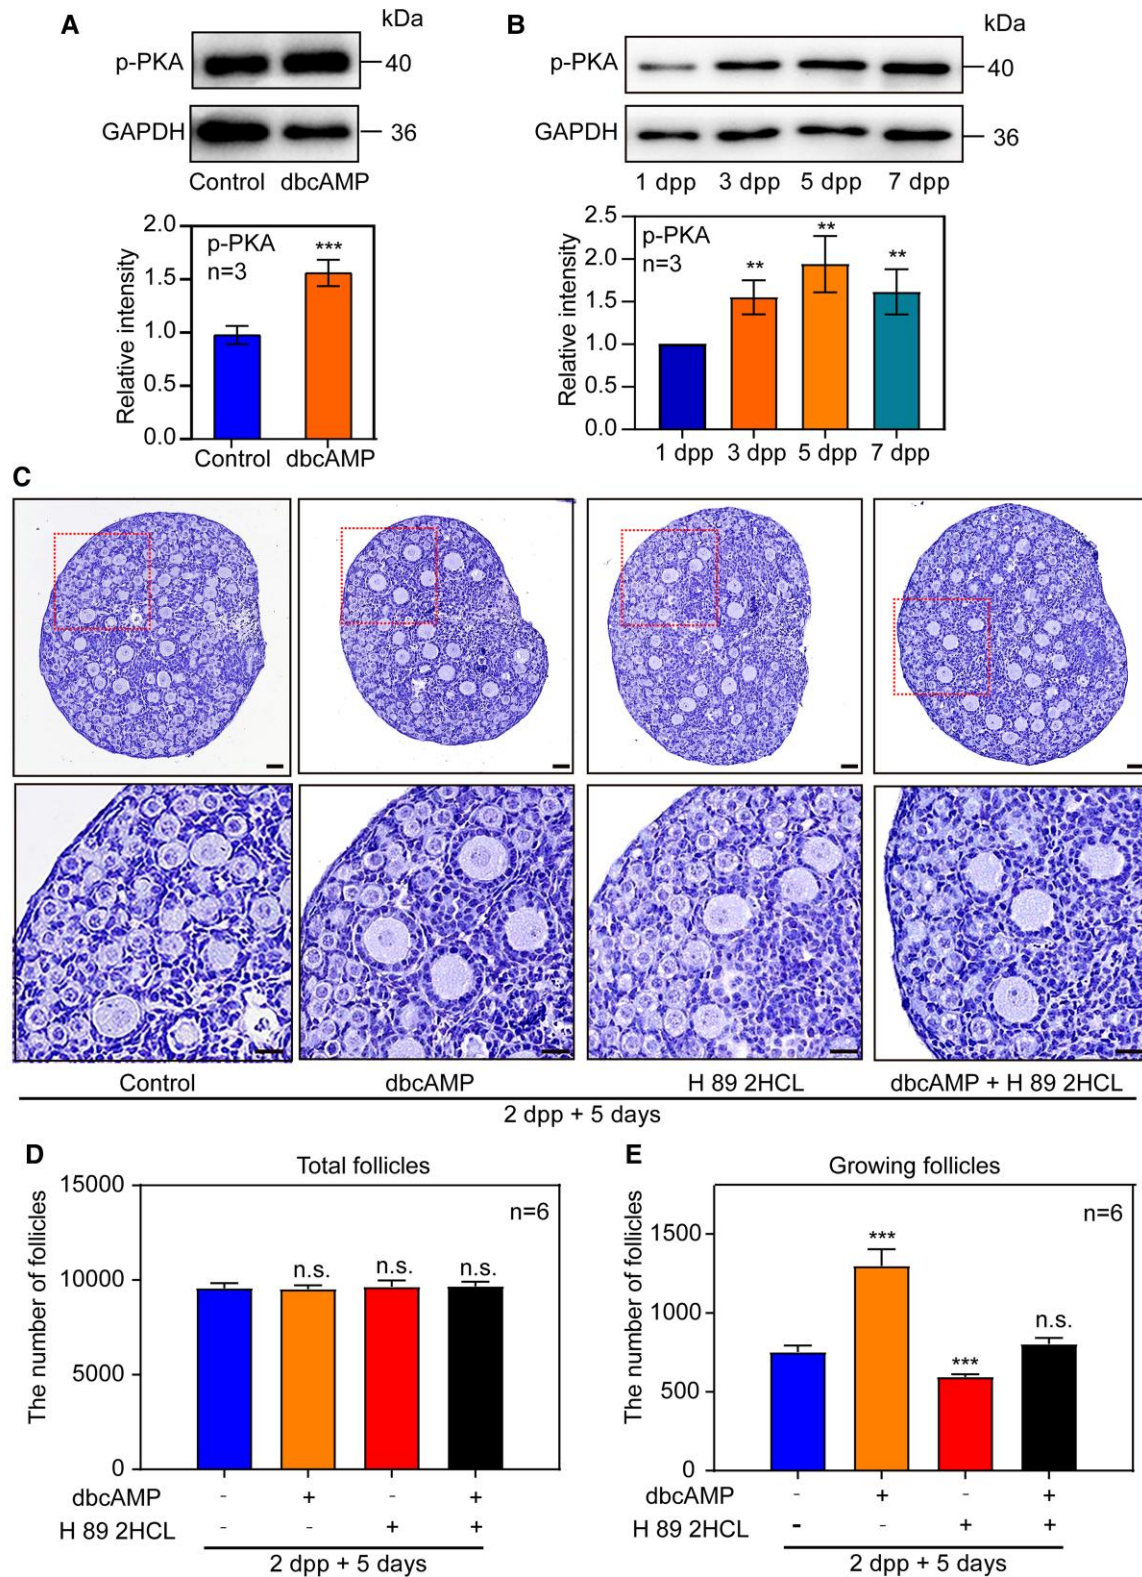 A
kDa
p-PKA
40
GAPDH
36
Control dbcAMP
2.0
1.5
1.0
0.5
0.0
Relative intensity
p-PKA
n=3
***
Control dbcAMP
B
kDa
p-PKA
40
GAPDH
36
1 dpp 3 dpp 5 dpp 7 dpp
2.5
2.0
1.5
1.0
0.5
0.0
Relative intensity
p-PKA
n=3
** ** **
1 dpp 3 dpp 5 dpp 7 dpp
C
Control dbcAMP H 89 2HCL dbcAMP + H 89 2HCL
2 dpp + 5 days
D
Total follicles
15000
10000
5000
0
The number of follicles
n=6
n.s. n.s. n.s.
dbcAMP - + - +
H 89 2HCL - - + +
2 dpp + 5 days
E
Growing follicles
1500
1000
500
0
The number of follicles
n=6
*** *** n.s.
dbcAMP - + - +
H 89 2HCL - - + +
2 dpp + 5 days